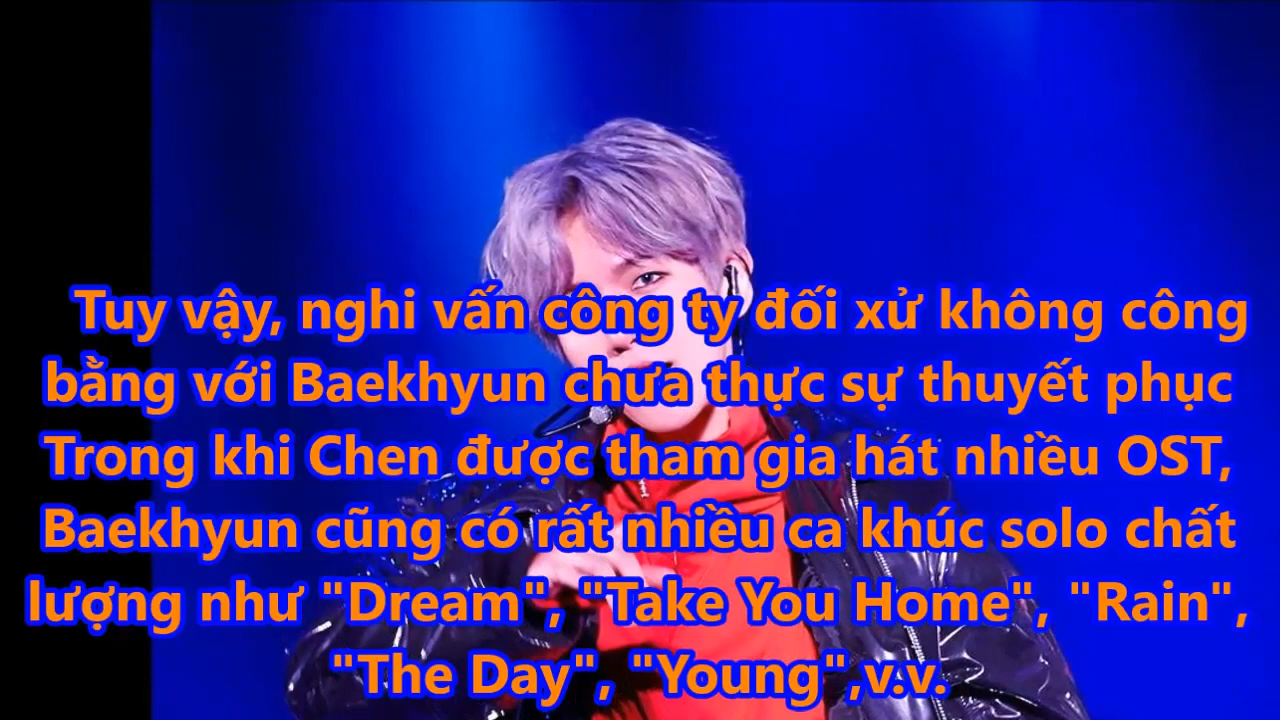 Tuy vậy, nghi vấn công ty đối xử không công
bằng với Baekhyun chưa thực sự thuyết phục
Trong khi Chen được tham gia hát nhiều OST,
Baekhyun cũng có rất nhiều ca khúc solo chất
lượng như "Dream", "Take You Home", "Rain",
"The Day", "Young",v.v.